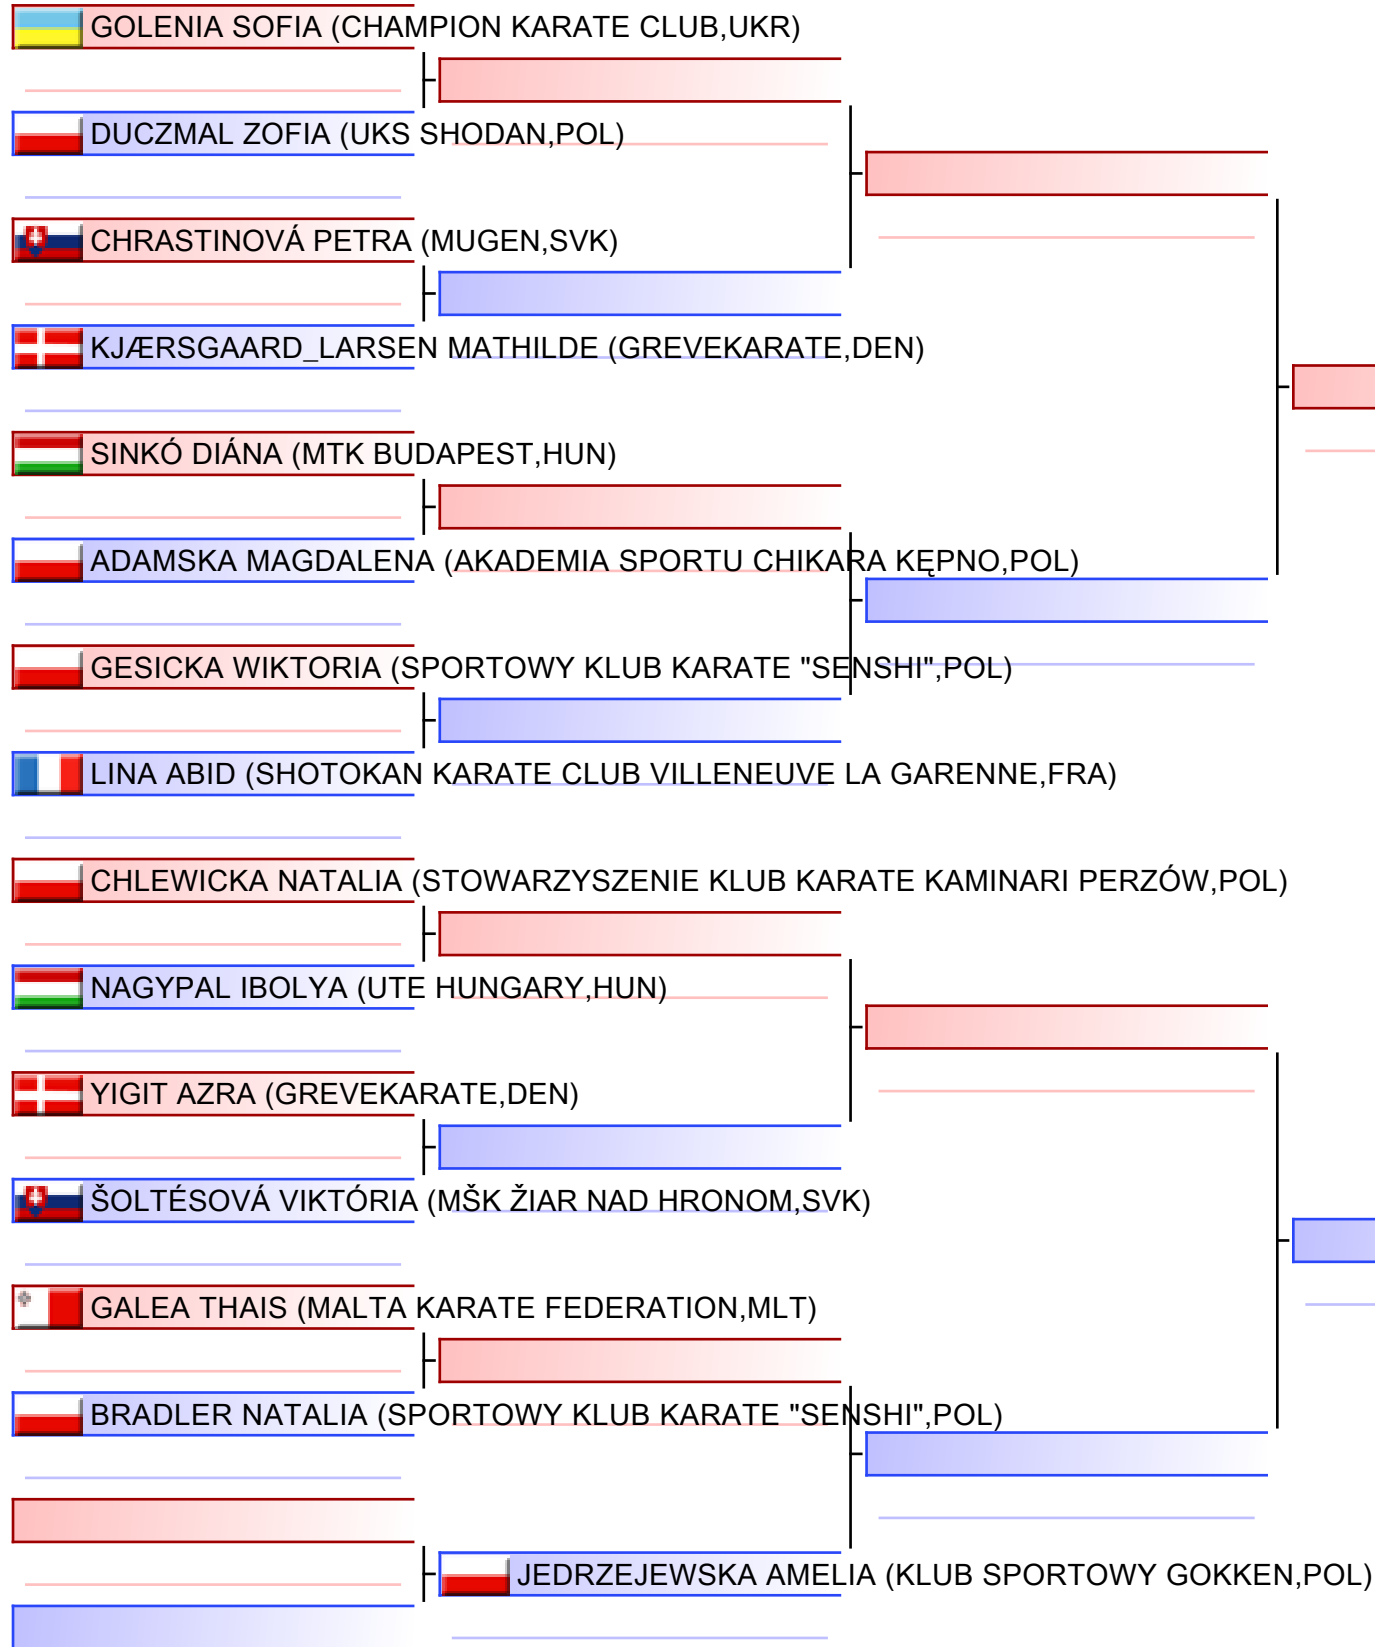 GOLENIA SOFIA (CHAMPION KARATE CLUB,UKR)
DUCZMAL ZOFIA (UKS SHODAN,POL)
CHRASTINOVÁ PETRA (MUGEN,SVK)
KJÆRSGAARD_LARSEN MATHILDE (GREVEKARATE,DEN)
SINKÓ DIÁNA (MTK BUDAPEST,HUN)
ADAMSKA MAGDALENA (AKADEMIA SPORTU CHIKARA KĘPNO,POL)
GESICKA WIKTORIA (SPORTOWY KLUB KARATE "SENSHI",POL)
LINA ABID (SHOTOKAN KARATE CLUB VILLENEUVE LA GARENNE,FRA)
CHLEWICKA NATALIA (STOWARZYSZENIE KLUB KARATE KAMINARI PERZÓW,POL)
NAGYPAL IBOLYA (UTE HUNGARY,HUN)
YIGIT AZRA (GREVEKARATE,DEN)
ŠOLTÉSOVÁ VIKTÓRIA (MŠK ŽIAR NAD HRONOM,SVK)
GALEA THAIS (MALTA KARATE FEDERATION,MLT)
BRADLER NATALIA (SPORTOWY KLUB KARATE "SENSHI",POL)
JEDRZEJEWSKA AMELIA (KLUB SPORTOWY GOKKEN,POL)